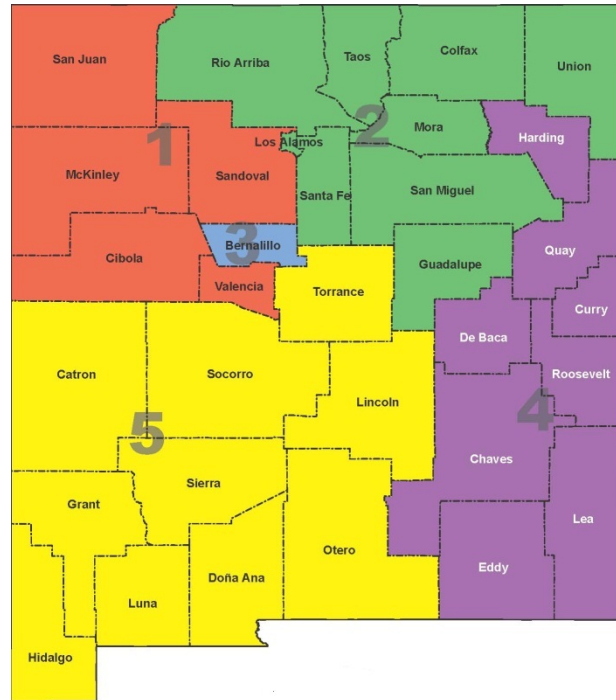 San Juan
Rio Arriba
Taos
Colfax
Union
1
2
Mora
Harding
Los Alamos
McKinley
Sandoval
Santa Fe
San Miguel
3
Bernalillo
Quay
Cibola
Guadalupe
Valencia
Torrance
Curry
De Baca
Catron
Socorro
Roosevelt
Lincoln
4
5
Chaves
Sierra
Grant
Lea
Otero
Eddy
Doña Ana
Luna
Hidalgo